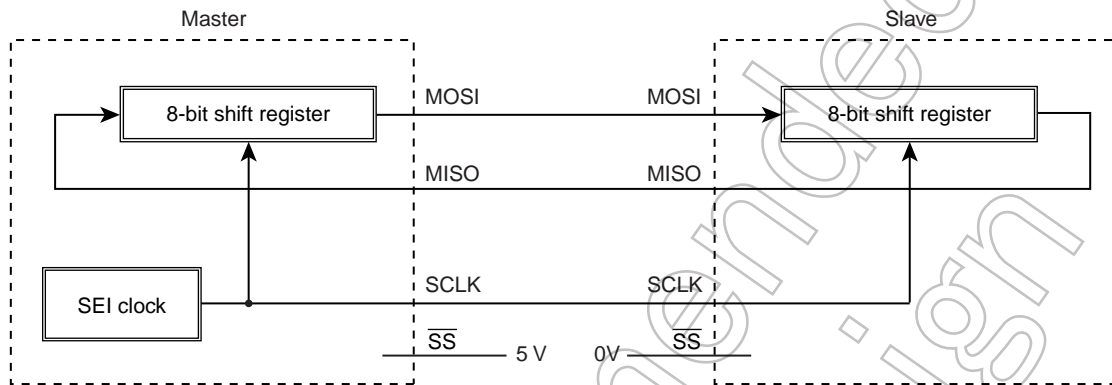 Master Slave
8-bit shift register 8-bit shift register
MOSI MOSI
MISO MISO
SEI clock
SCLK SCLK
SS 5 V 0V SS